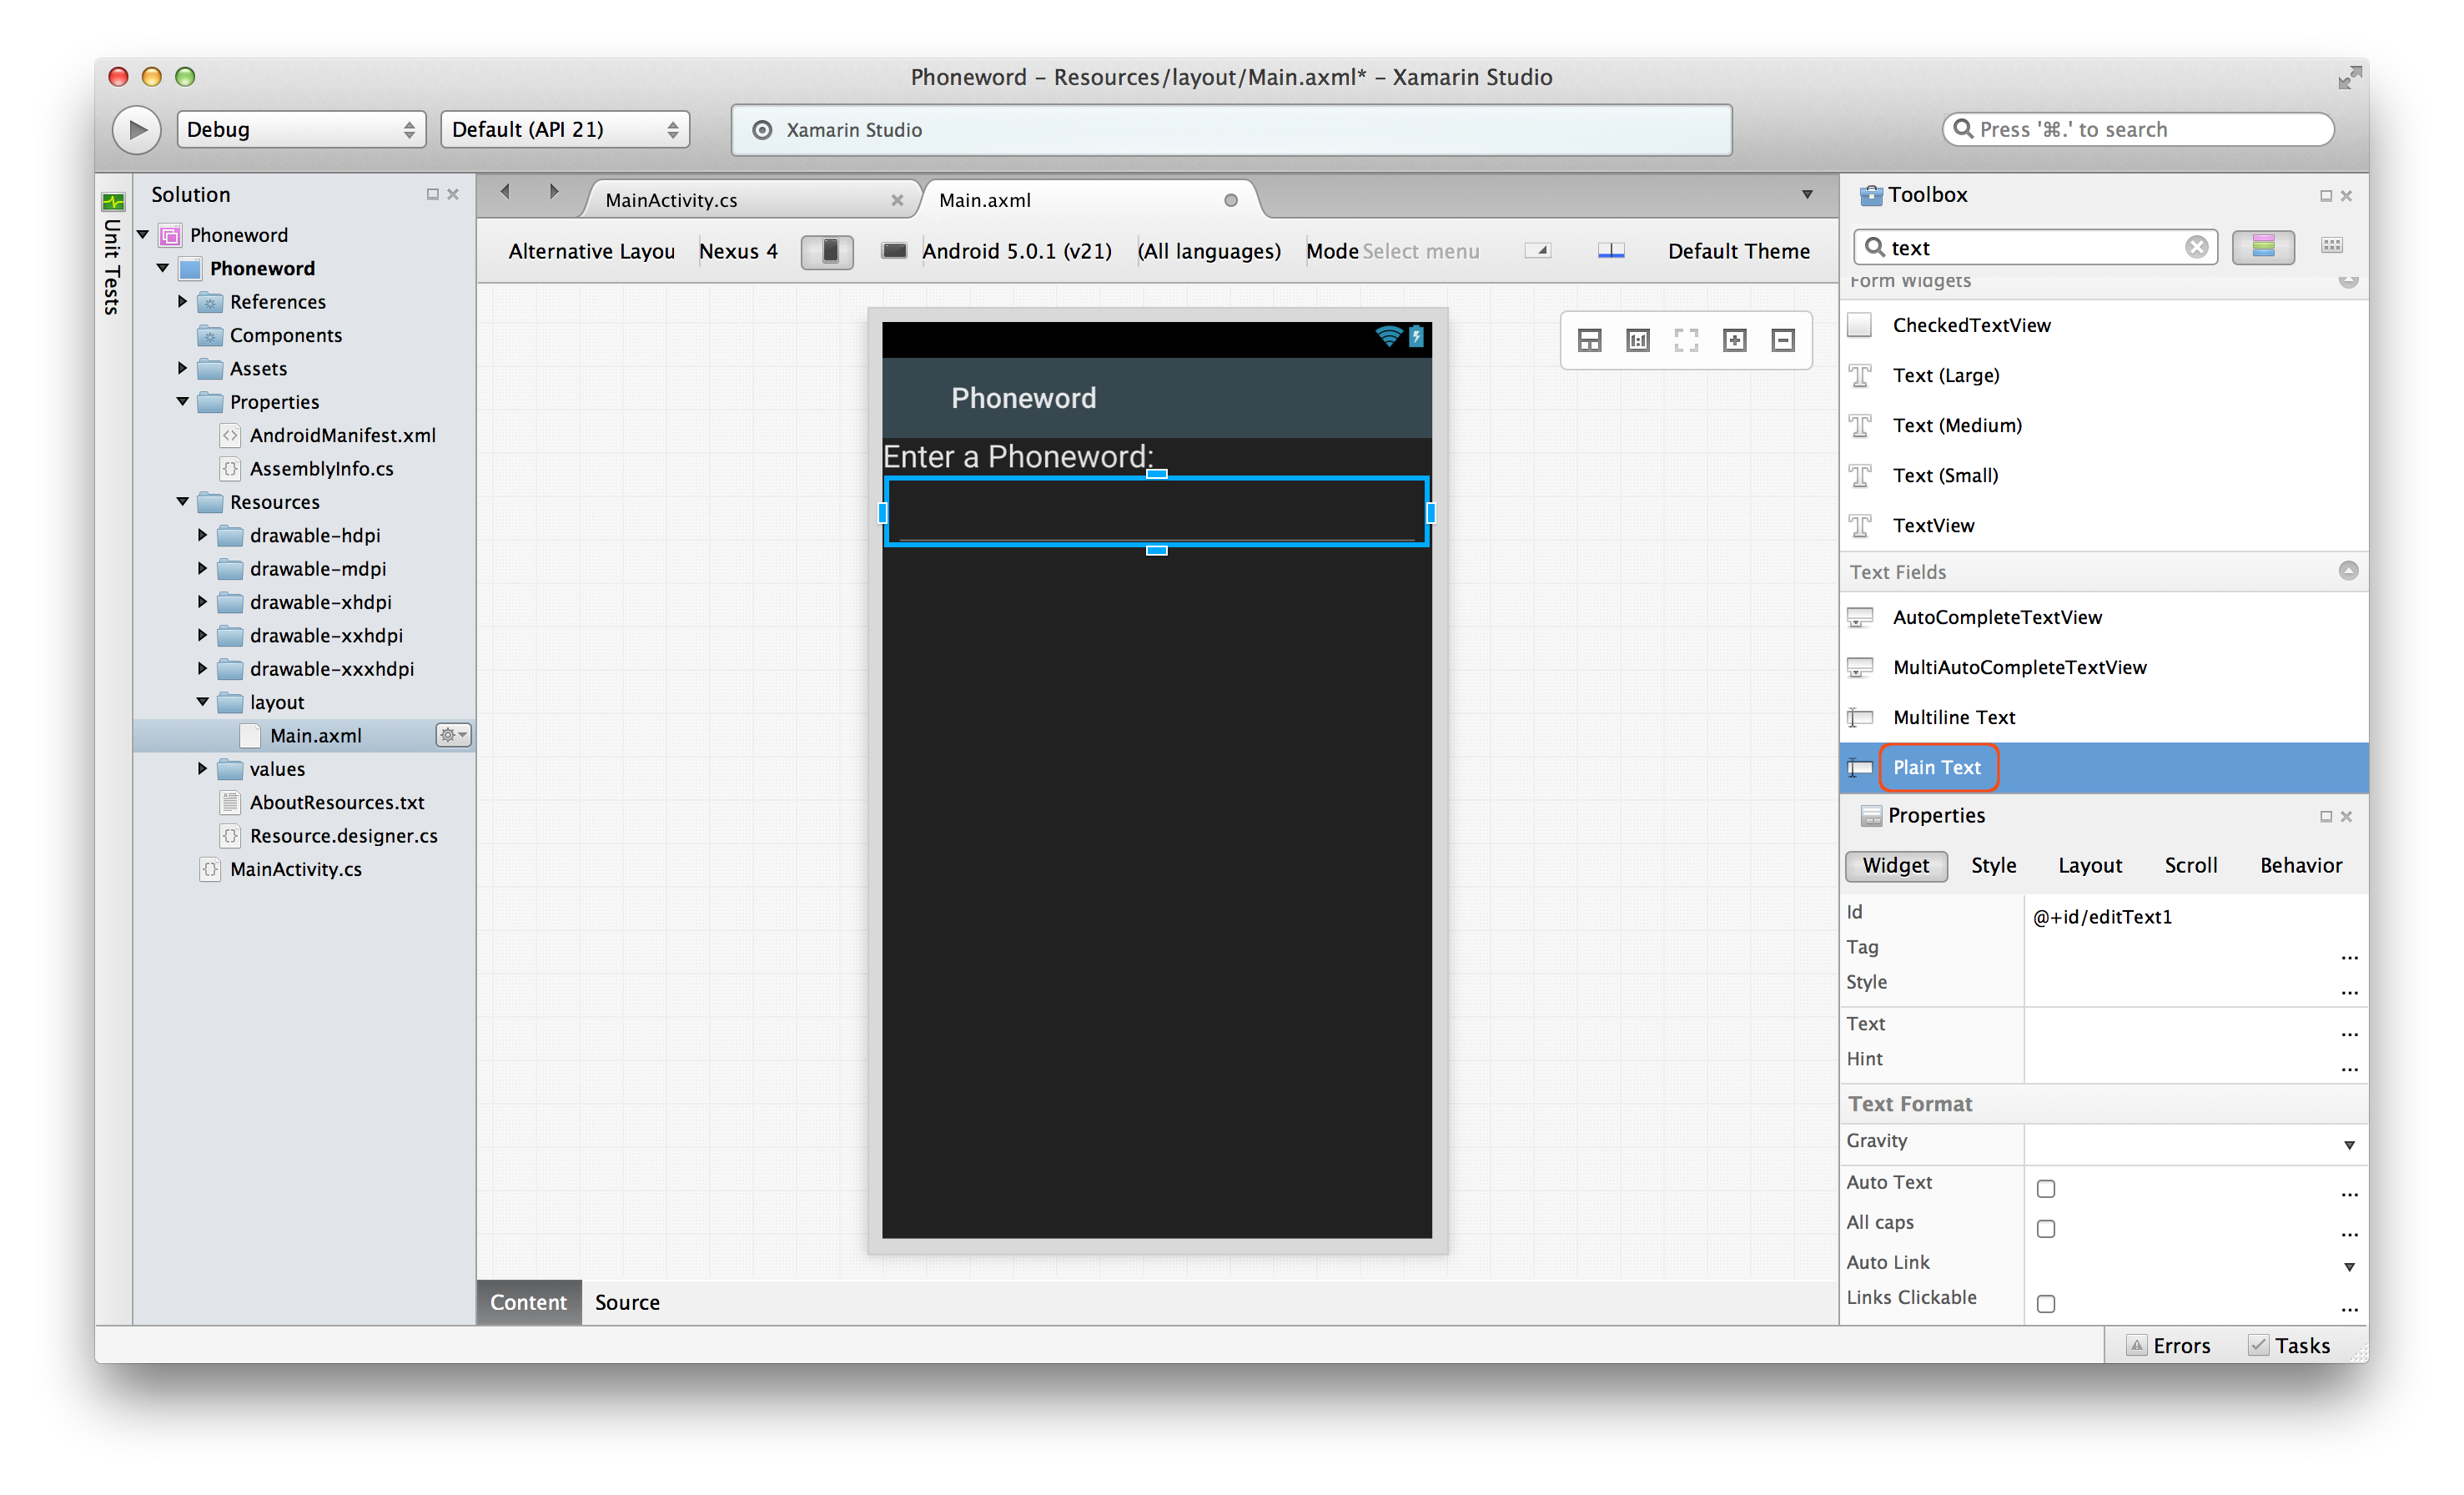 Phoneword – Resources/layout/Main.axml* – Xamarin Studio
Debug
Default (API 21)
Xamarin Studio
Press '⌘.' to search
Unit Tests
Solution
Phoneword
Phoneword
References
Components
Assets
Properties
AndroidManifest.xml
AssemblyInfo.cs
Resources
drawable-hdpi
drawable-mdpi
drawable-xhdpi
drawable-xxhdpi
drawable-xxxhdpi
layout
Main.axml
values
AboutResources.txt
Resource.designer.cs
MainActivity.cs
MainActivity.cs
Main.axml
Alternative Layou
Nexus 4
Android 5.0.1 (v21)
(All languages)
Mode
Select menu
Default Theme
1:1
Phoneword
Enter a Phoneword:
Content
Source
Toolbox
text
Form Widgets
CheckedTextView
Text (Large)
Text (Medium)
Text (Small)
TextView
Text Fields
AutoCompleteTextView
MultiAutoCompleteTextView
Multiline Text
Plain Text
Properties
Widget
Style
Layout
Scroll
Behavior
Id
@+id/editText1
Tag
...
Style
...
Text
...
Hint
...
Text Format
Gravity
Auto Text
...
All caps
...
Auto Link
Links Clickable
...
Errors
Tasks